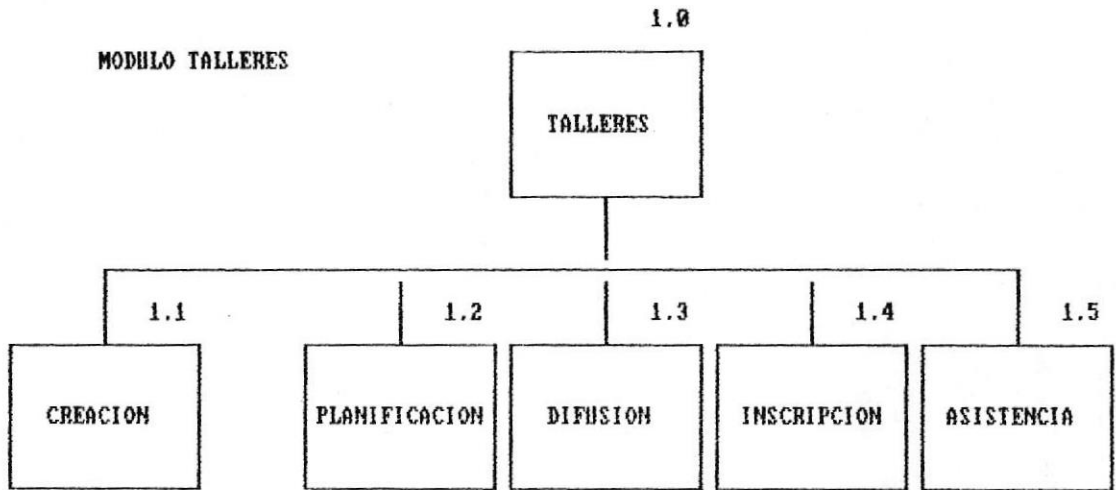 1.0
MODULO TALLERES
TALLERES
1.1 1.2 1.3 1.4 1.5
CREACION PLANIFICACION DIFUSION INSCRIPCION ASISTENCIA